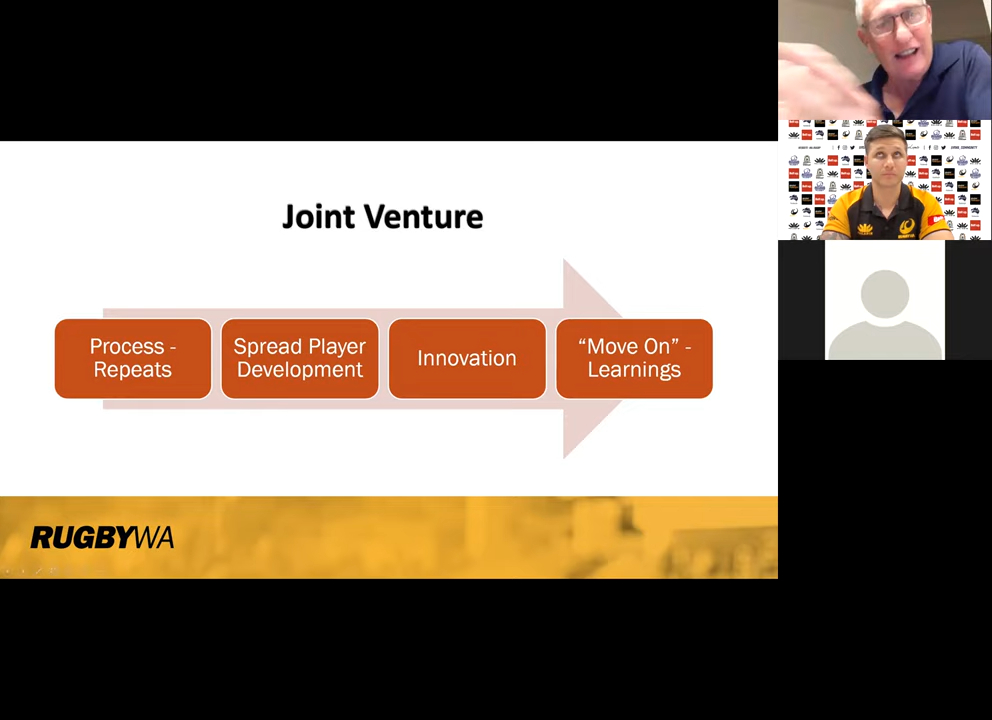 Joint Venture
Process -
Repeats
Spread Player
Development
Innovation
“Move On” -
Learnings
RUGBYWA